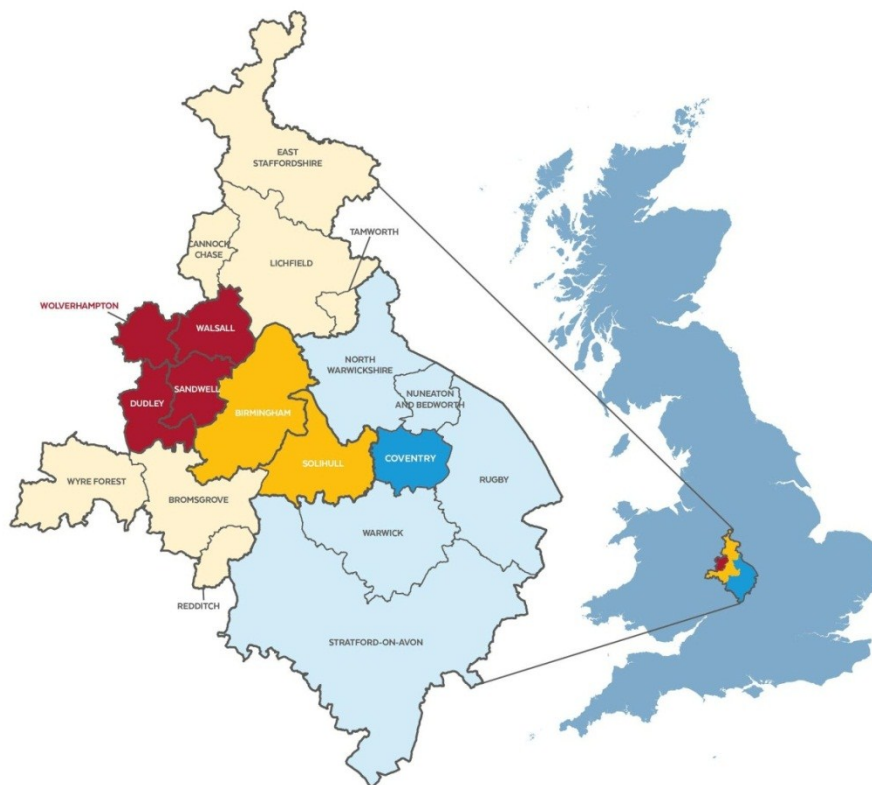 EAST
STAFFORDSHIRE
TAMWORTH
CANNOCK
CHASE
LICHFIELD
WOLVERHAMPTON
WALSALL
NORTH
WARWICKSHIRE
SANDWELL
DUDLEY
NUNEATON
AND BEDWORTH
BIRMINGHAM
COVENTRY
SOLIHULL
RUGBY
WYRE FOREST
BROMSGROVE
WARWICK
REDDITCH
STRATFORD-ON-AVON